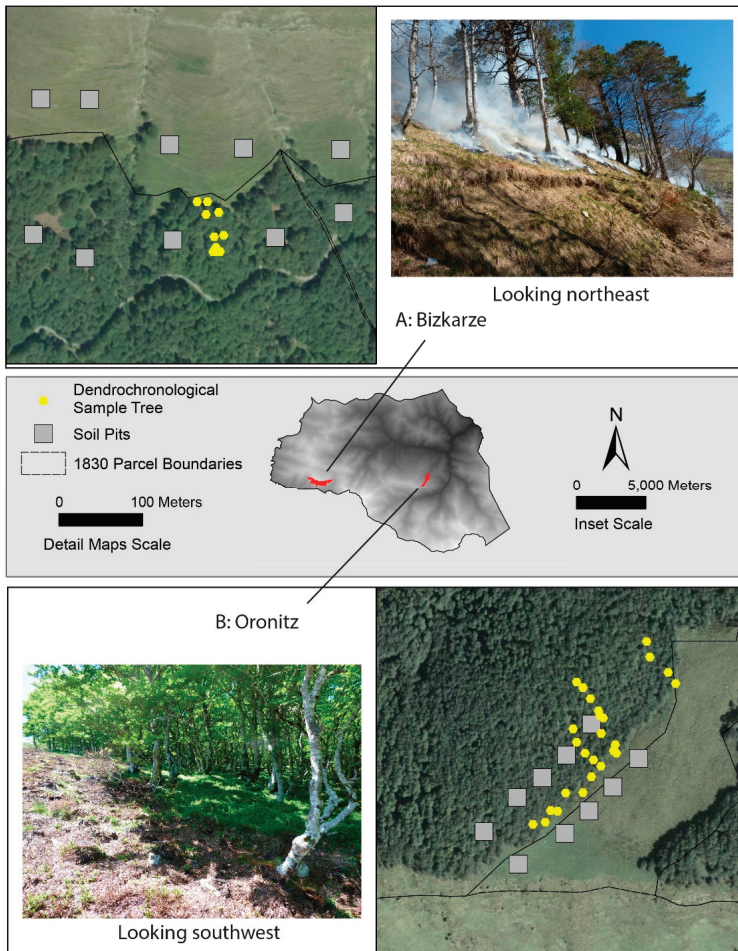 Looking northeast
A: Bizkarze
Dendrochronological
Sample Tree
Soil Pits
1830 Parcel Boundaries
0 100 Meters
Detail Maps Scale
N
0 5,000 Meters
Inset Scale
B: Oronitz
Looking southwest